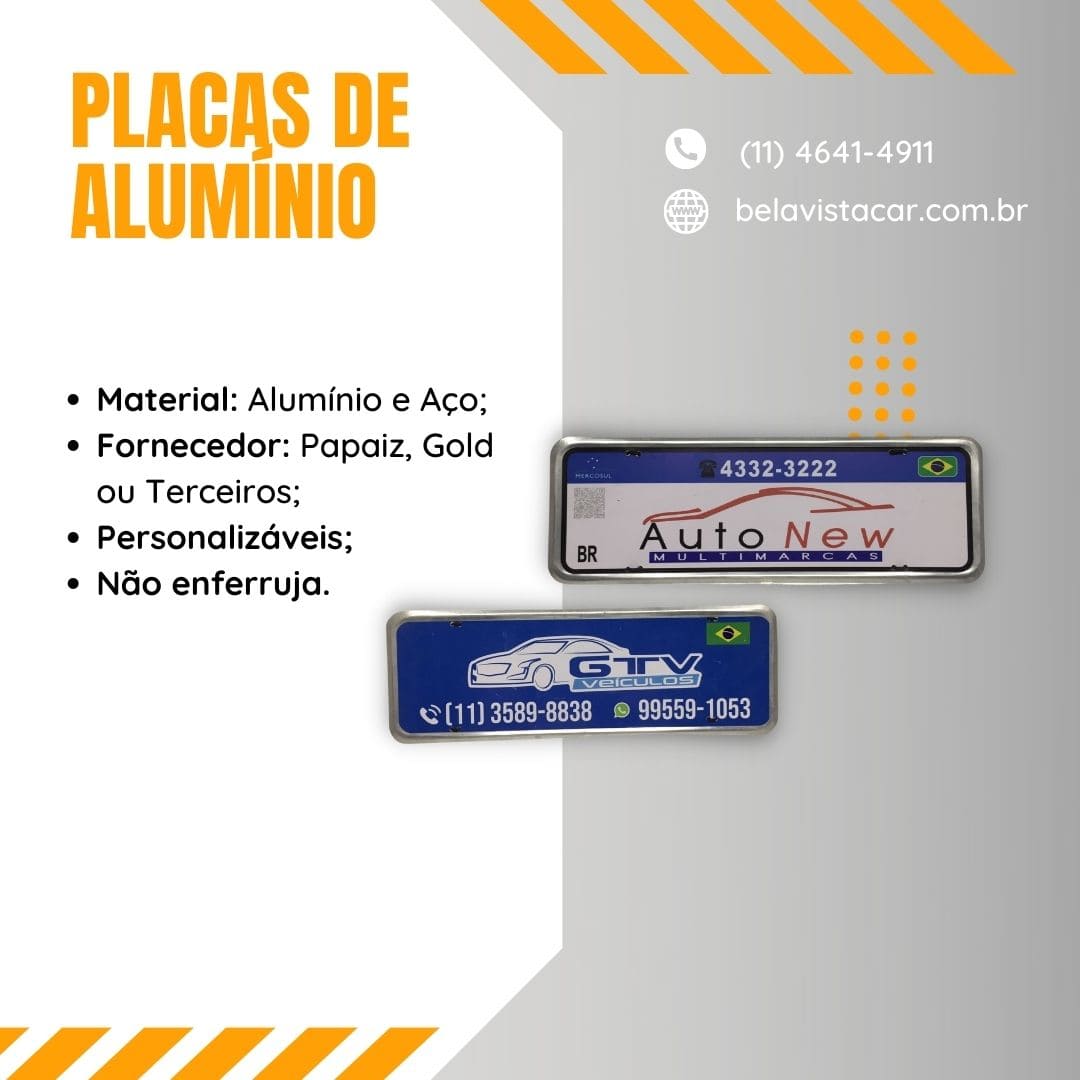 PLACAS DE
ALUMÍNIO
(11) 4641-4911
WWW
belavistacar.com.br
Material: Alumínio e Aço;
Fornecedor: Papaiz, Gold
ou Terceiros;
Personalizáveis;
Não enferruja.
MERCOSUL
4332-3222
Auto New
MULTIMARCAS
BR
GTV
VEÍCULOS
(11) 3589-8838 99559-1053